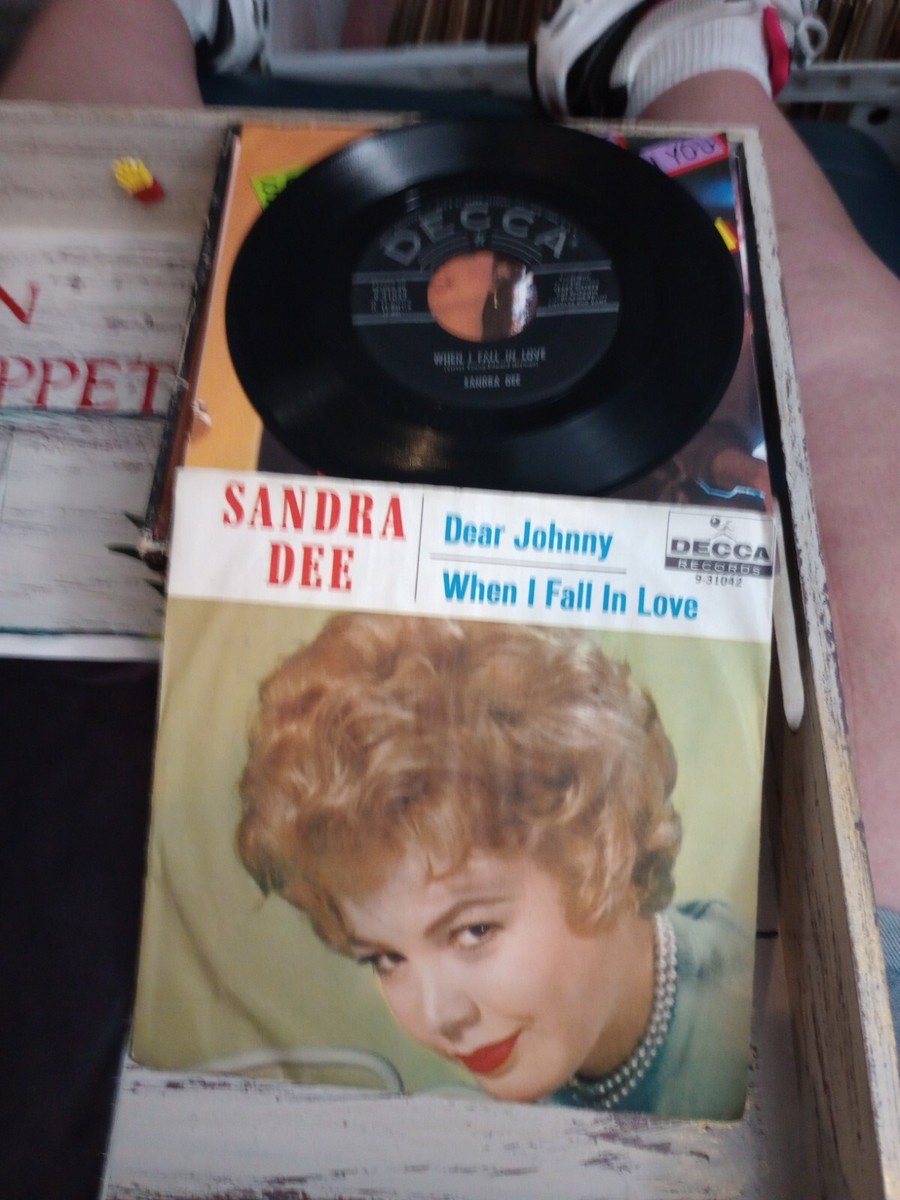 YOU
DECCA
WHEN I FALL IN LOVE
SANDRA DEE
N
PPET
SANDRA
DEE
Dear Johnny
When I Fall In Love
DECCA
RECORDS
9-31042